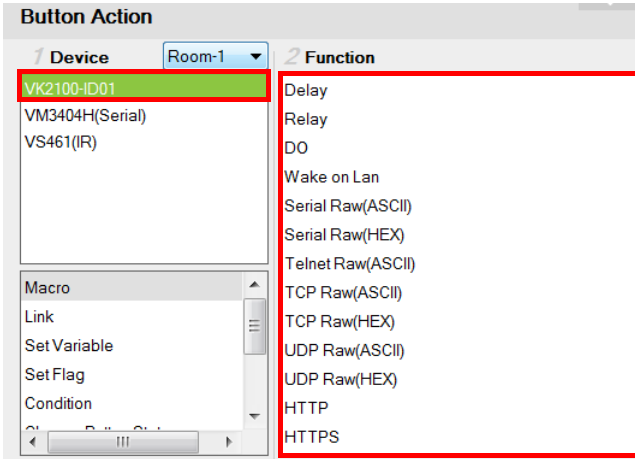 Button Action
1 Device
Room-1
2 Function
VK2100-ID01
VM3404H(Serial)
VS461(IR)
Macro
Link
Set Variable
Set Flag
Condition
Delay
Relay
DO
Wake on Lan
Serial Raw(ASCII)
Serial Raw(HEX)
Telnet Raw(ASCII)
TCP Raw(ASCII)
TCP Raw(HEX)
UDP Raw(ASCII)
UDP Raw(HEX)
HTTP
HTTPS